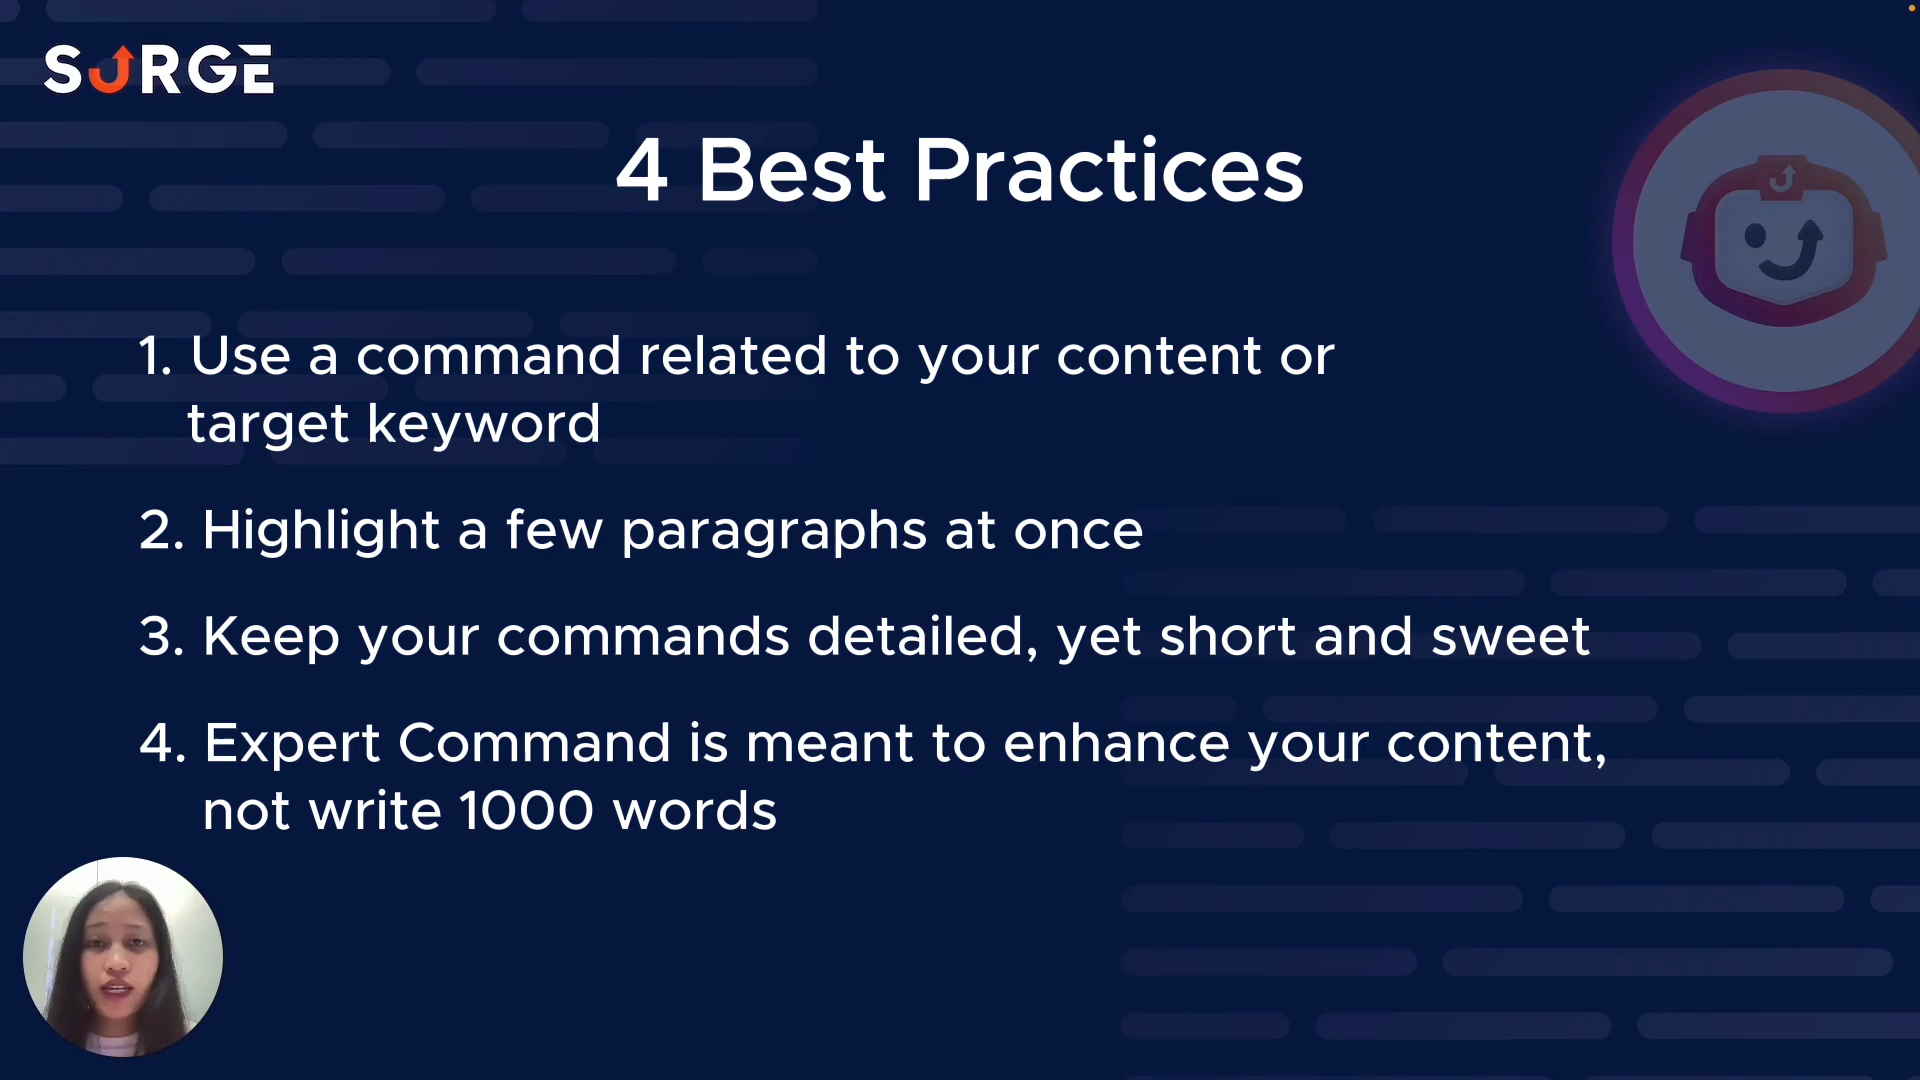 SURGE
4 Best Practices
1. Use a command related to your content or
target keyword
2. Highlight a few paragraphs at once
3. Keep your commands detailed, yet short and sweet
4. Expert Command is meant to enhance your content,
not write 1000 words